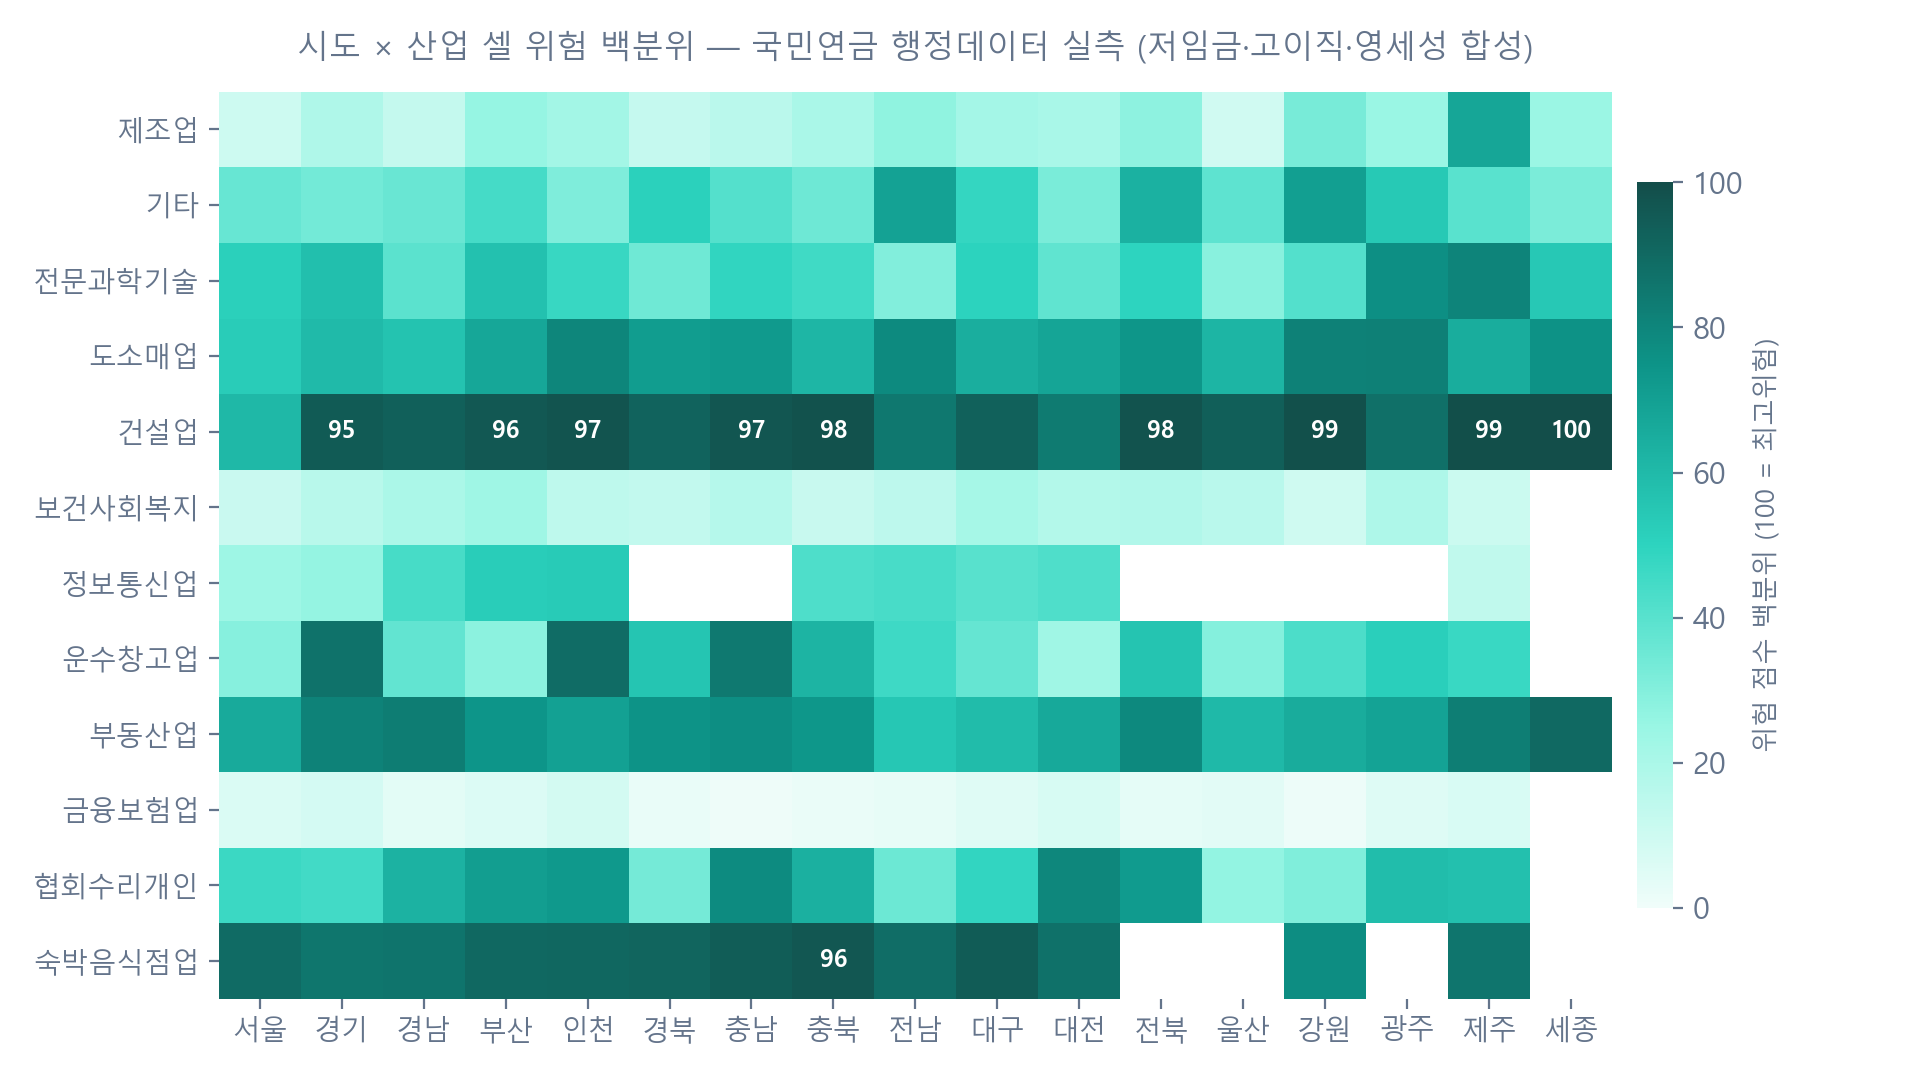 시도 × 산업 셀 위험 백분위 — 국민연금 행정데이터 실측 (저임금·고이직·영세성 합성)
제조업
기타
전문과학기술
도소매업
건설업
95
96
97
97
98
98
99
99
100
보건사회복지
정보통신업
운수창고업
부동산업
금융보험업
협회수리개인
숙박음식점업
96
서울
경기
경남
부산
인천
경북
충남
충북
전남
대구
대전
전북
울산
강원
광주
제주
세종
100
80
60
40
20
0
위험 점수 백분위 (100 = 최고위험)